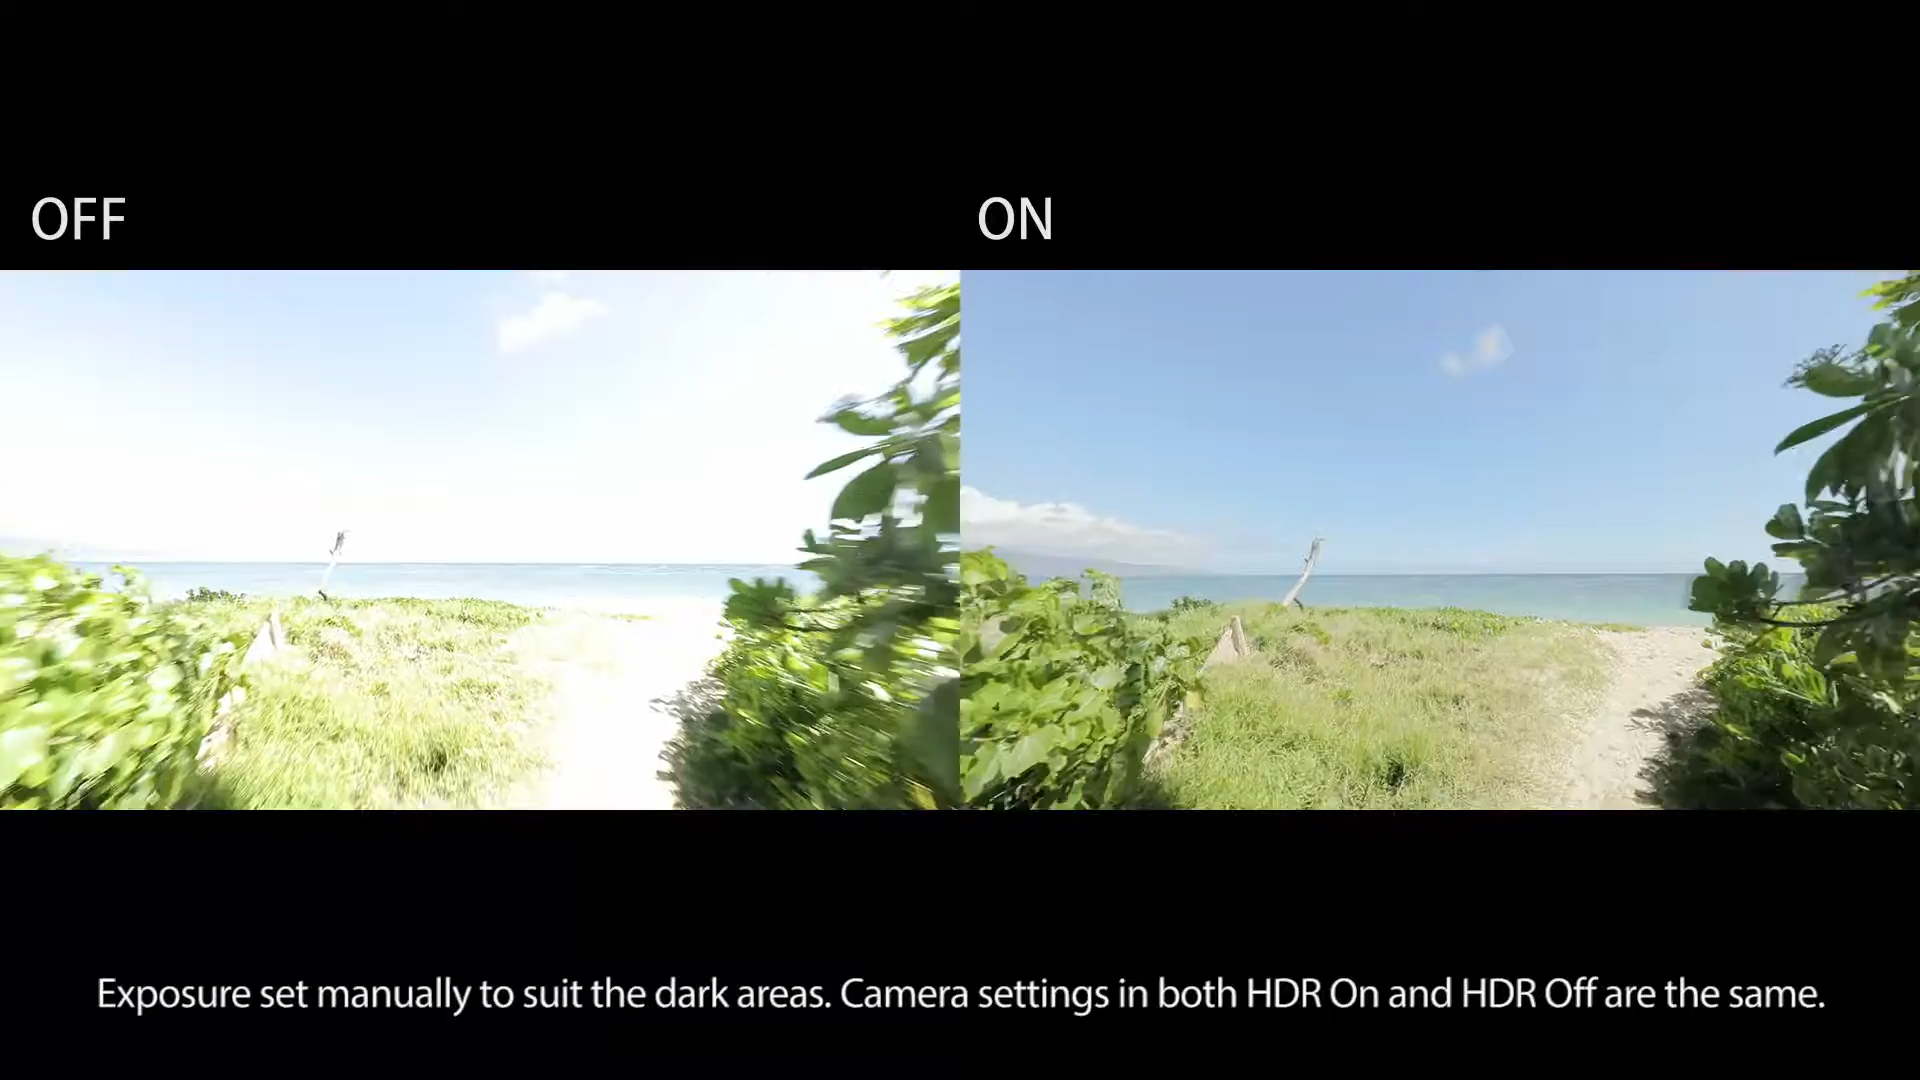 OFF
ON
Exposure set manually to suit the dark areas. Camera settings in both HDR On and HDR Off are the same.